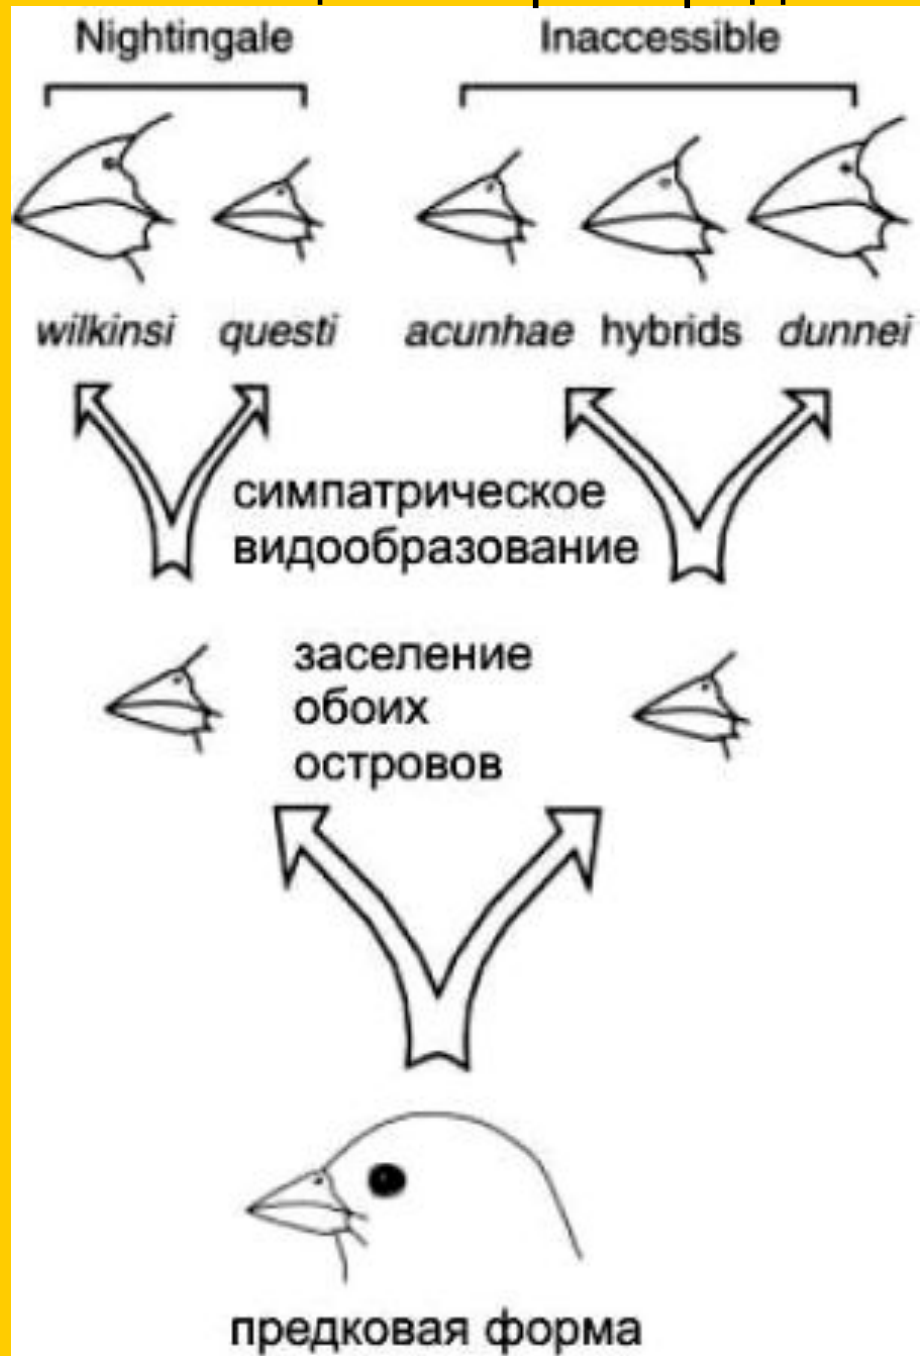 Nightingale
Inaccessible
wilkinsi questi
acunhae hybrids dunnei
симпатрическое
видообразование
заселение
обоих
островов
предковая форма